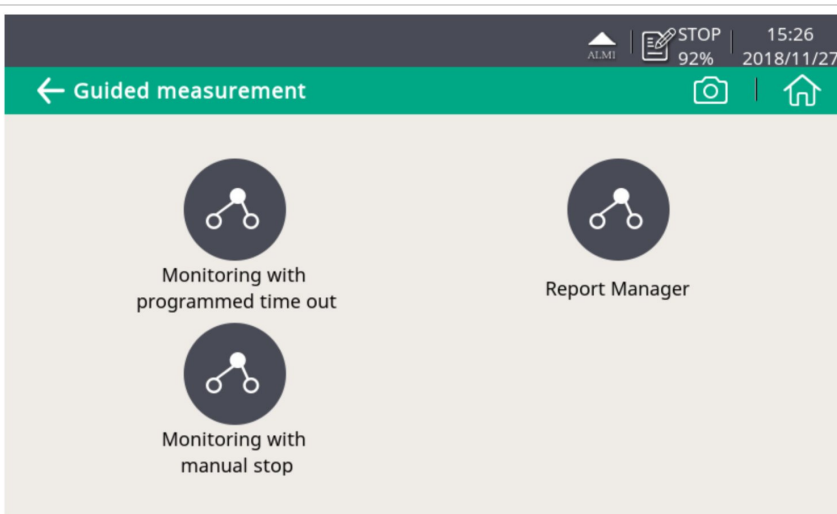 ALMI
STOP
92%
15:26
2018/11/27
Guided measurement
Monitoring with
programmed time out
Report Manager
Monitoring with
manual stop